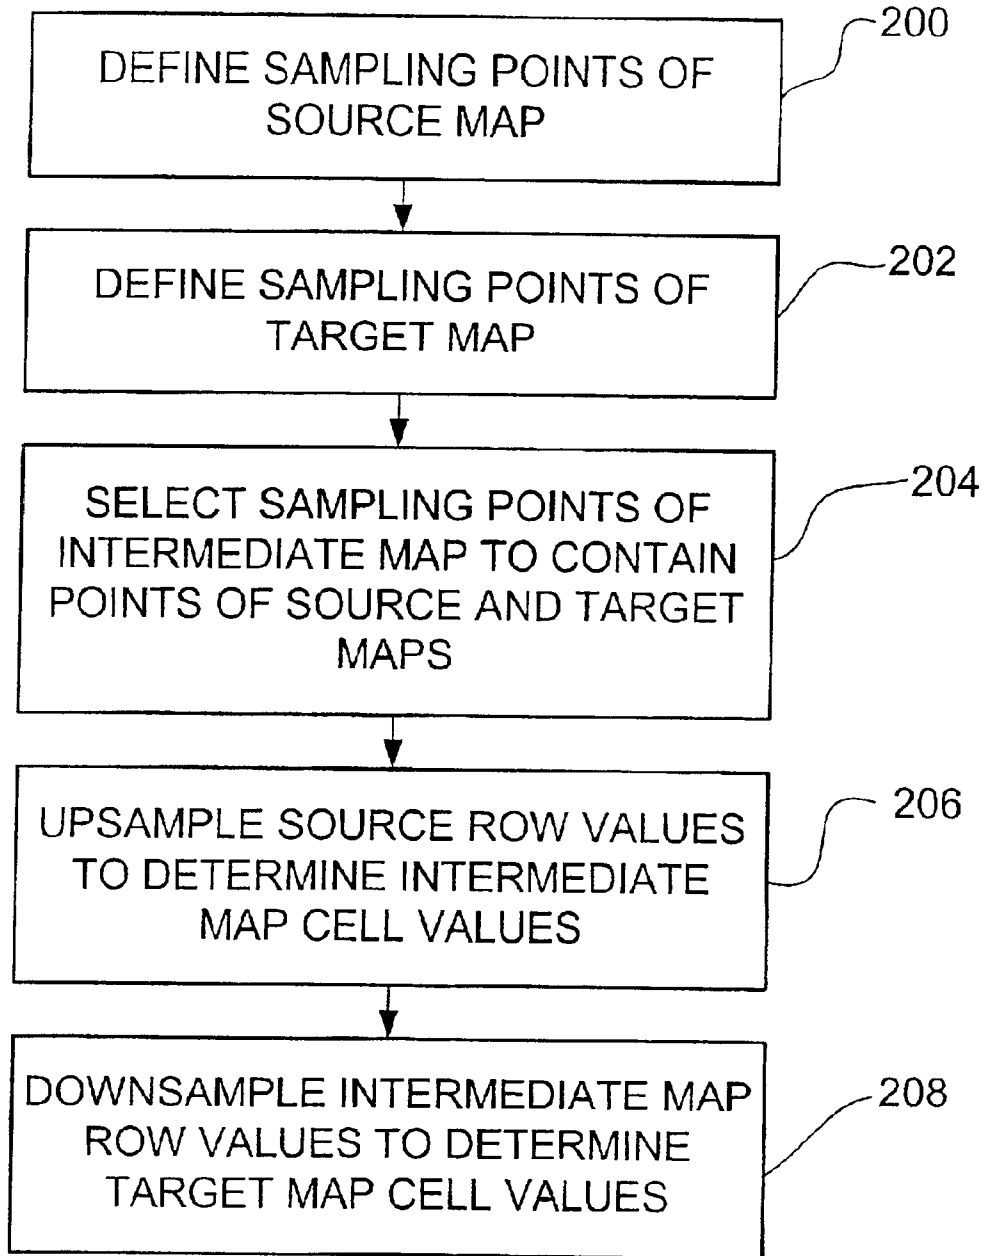 200
DEFINE SAMPLING POINTS OF
SOURCE MAP
202
DEFINE SAMPLING POINTS OF
TARGET MAP
204
SELECT SAMPLING POINTS OF
INTERMEDIATE MAP TO CONTAIN
POINTS OF SOURCE AND TARGET
MAPS
206
UPSAMPLE SOURCE ROW VALUES
TO DETERMINE INTERMEDIATE
MAP CELL VALUES
208
DOWNSAMPLE INTERMEDIATE MAP
ROW VALUES TO DETERMINE
TARGET MAP CELL VALUES